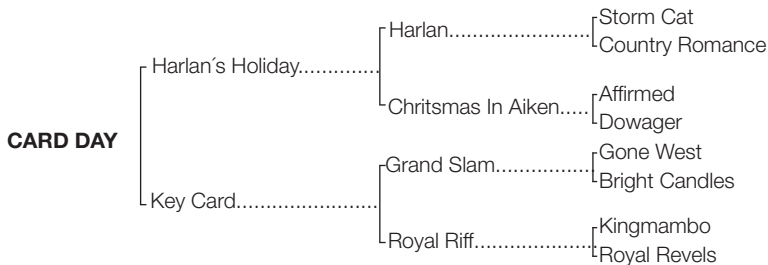 Storm Cat
Harlan........................
Country Romance
Harlan´s Holiday..............
Affirmed
Chritsmas In Aiken.....
Dowager
CARD DAY
Gone West
Grand Slam.................
Bright Candles
Key Card........................
Kingmambo
Royal Riff.....................
Royal Revels